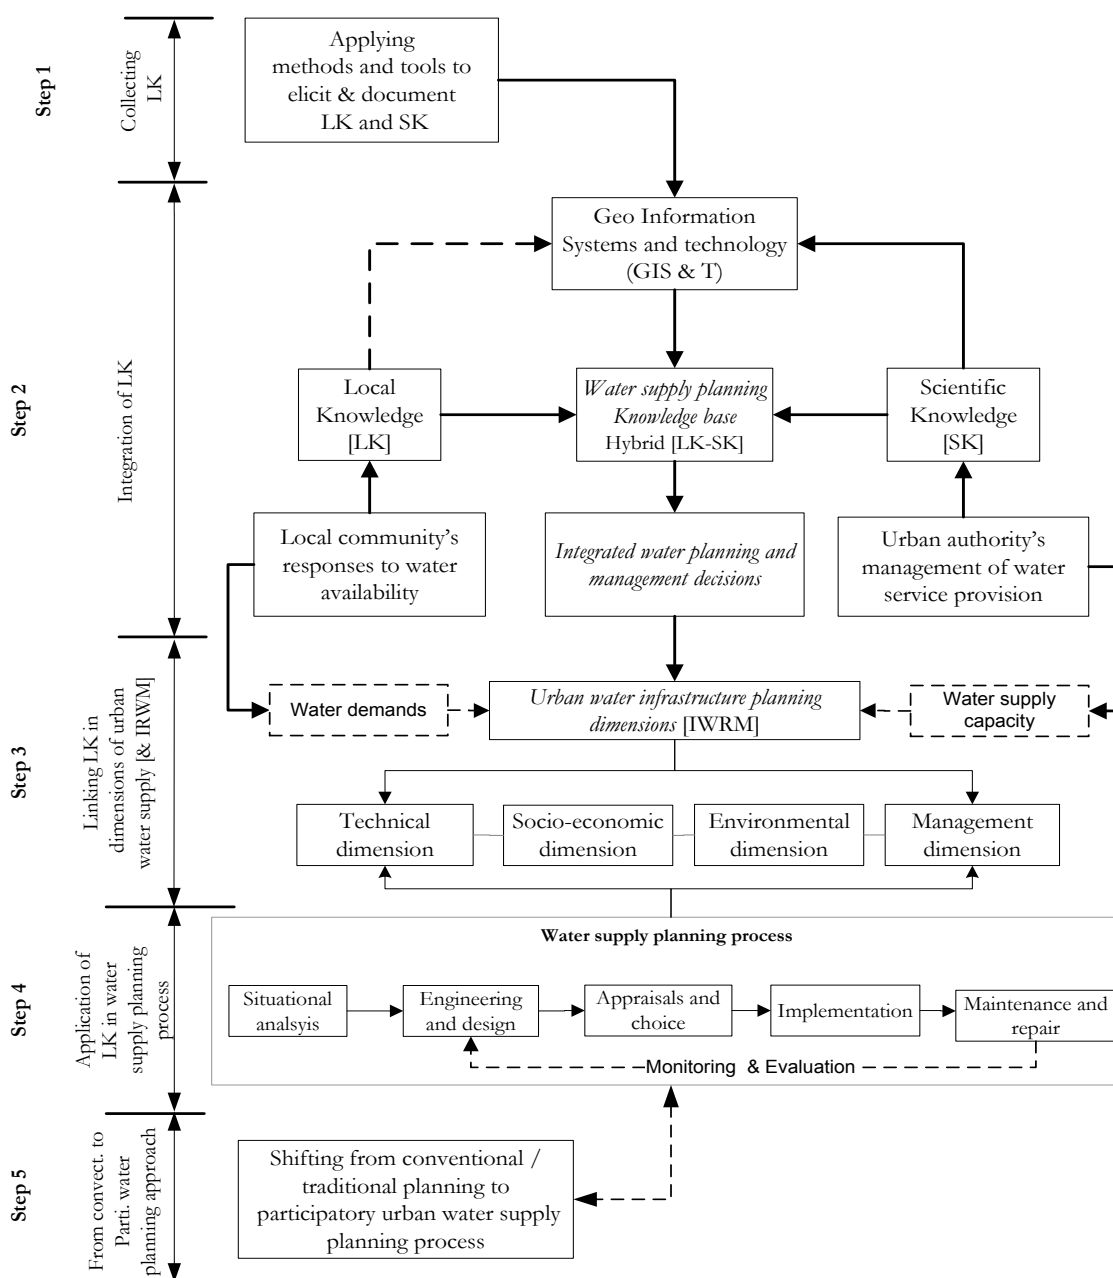 Step 1
Collecting
LK
Applying
methods and tools to
elicit & document
LK and SK
Step 2
Integration of LK
Geo Information
Systems and technology
(GIS & T)
Local
Knowledge
[LK]
Water supply planning
Knowledge base
Hybrid [LK-SK]
Scientific
Knowledge
[SK]
Local community's
responses to water
availability
Integrated water planning and
management decisions
Urban authority's
management of water
service provision
Step 3
Linking LK in
dimensions of urban
water supply [& IRWM]
Water demands
Urban water infrastructure planning
dimensions [IWRM]
Water supply
capacity
Technical
dimension
Socio-economic
dimension
Environmental
dimension
Management
dimension
Step 4
Application of
LK in water
supply planning
process
Water supply planning process
Situational
analsyis
Engineering
and design
Appraisals and
choice
Implementation
Maintenance and
repair
Monitoring & Evaluation
Step 5
From convect. to
Parti. water
planning approach
Shifting from conventional /
traditional planning to
participatory urban water supply
planning process